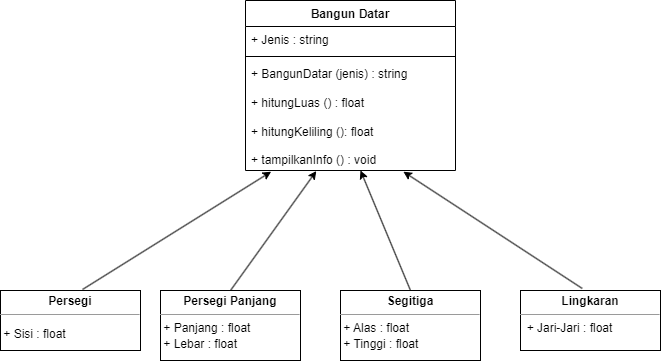 Bangun Datar
+ Jenis : string
+ BangunDatar (jenis) : string
+ hitungLuas () : float
+ hitungKeliling (): float
+ tampilkanInfo () : void
Persegi
+ Sisi : float
Persegi Panjang
+ Panjang : float
+ Lebar : float
Segitiga
+ Alas : float
+ Tinggi : float
Lingkaran
+ Jari-Jari : float